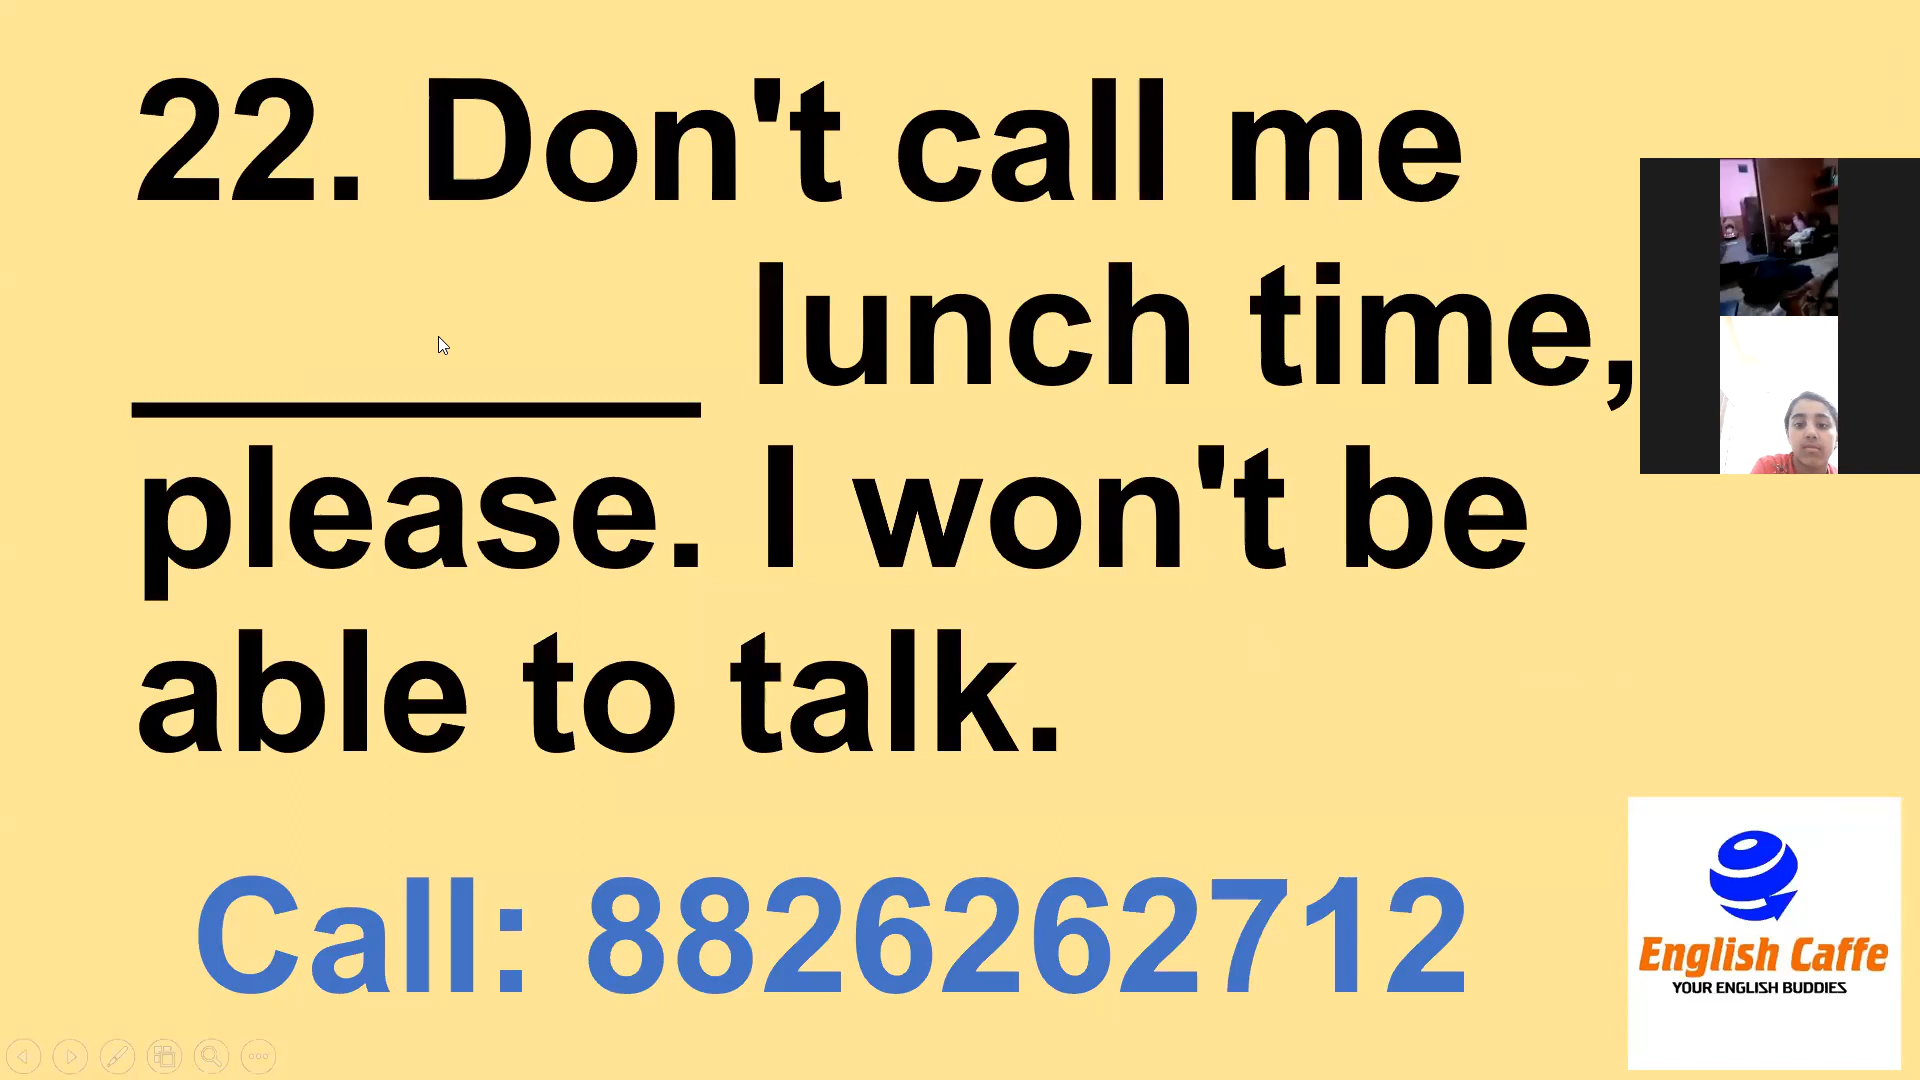 22. Don't call me
____________ lunch time,
please. I won't be
able to talk.
Call: 8826262712
English Caffe
YOUR ENGLISH BUDDIES